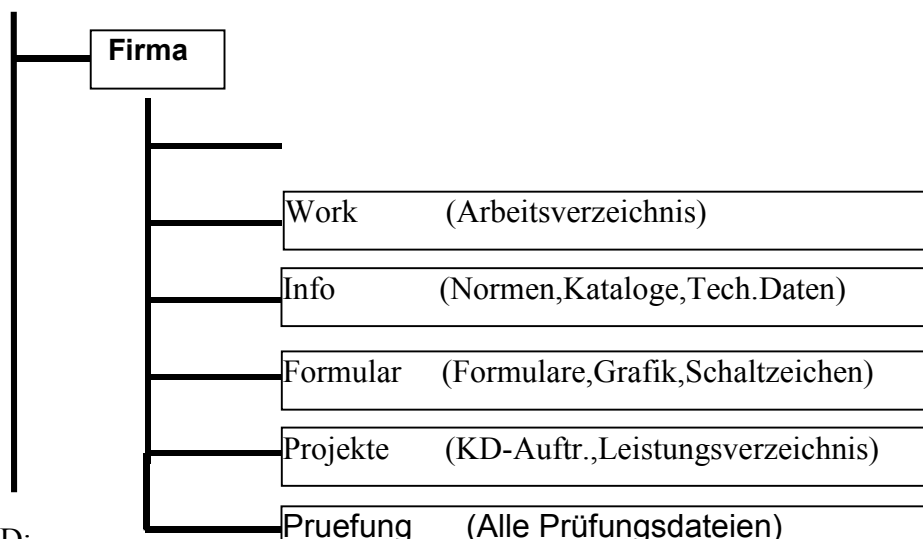 Firma
Work (Arbeitsverzeichnis)
Info (Normen,Kataloge,Tech.Daten)
Formular (Formulare,Grafik,Schaltzeichen)
Projekte (KD-Auftr.,Leistungsverzeichnis)
Pruefung (Alle Prüfungsdateien)